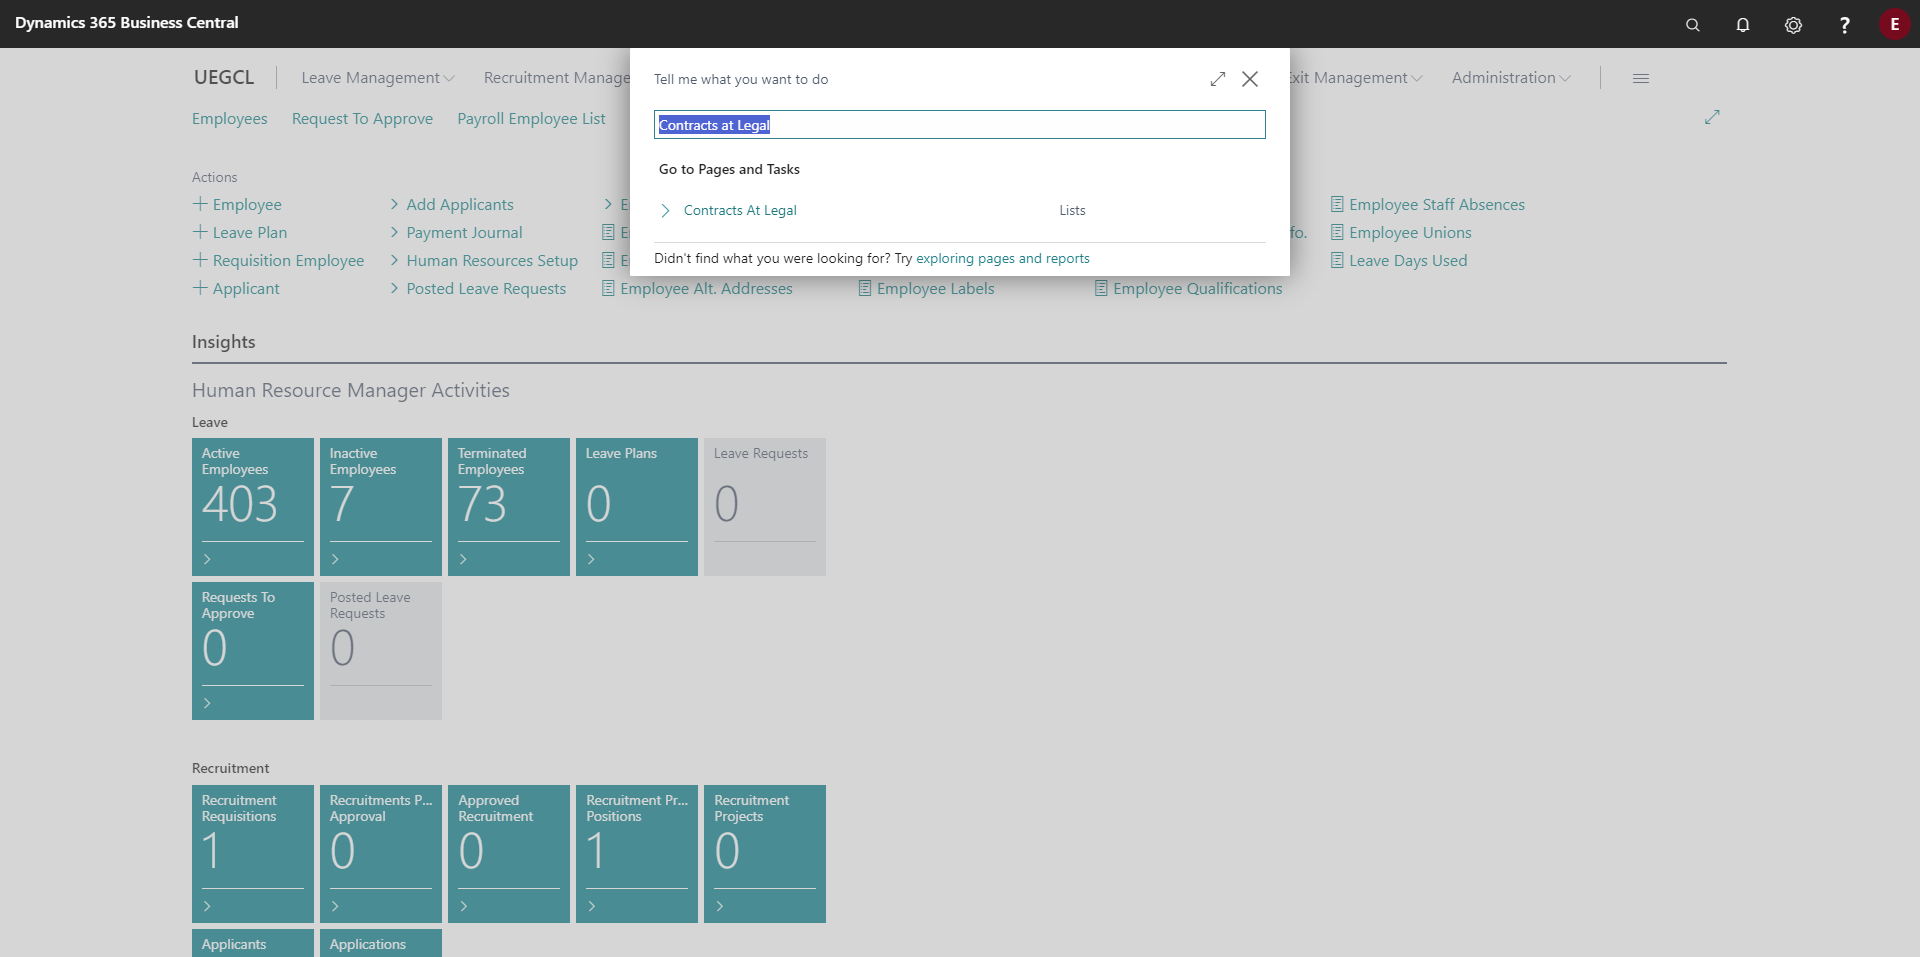 Dynamics 365 Business Central
E
UEGCL
Leave Management
Recruitment Manage
Exit Management
Administration
Tell me what you want to do
Contracts at Legal
Go to Pages and Tasks
Contracts At Legal
Lists
Didn't find what you were looking for? Try exploring pages and reports
Employees
Request To Approve
Payroll Employee List
Actions
Employee
Add Applicants
E
Employee Staff Absences
Leave Plan
Payment Journal
E
fo.
Employee Unions
Requisition Employee
Human Resources Setup
E
Leave Days Used
Applicant
Posted Leave Requests
Employee Alt. Addresses
Employee Labels
Employee Qualifications
Insights
Human Resource Manager Activities
Leave
Active
Employees
403
Inactive
Employees
7
Terminated
Employees
73
Leave Plans
0
Leave Requests
0
Requests To
Approve
0
Posted Leave
Requests
0
Recruitment
Recruitment
Requisitions
1
Recruitments P...
Approval
0
Approved
Recruitment
0
Recruitment Pr...
Positions
1
Recruitment
Projects
0
Applicants
Applications